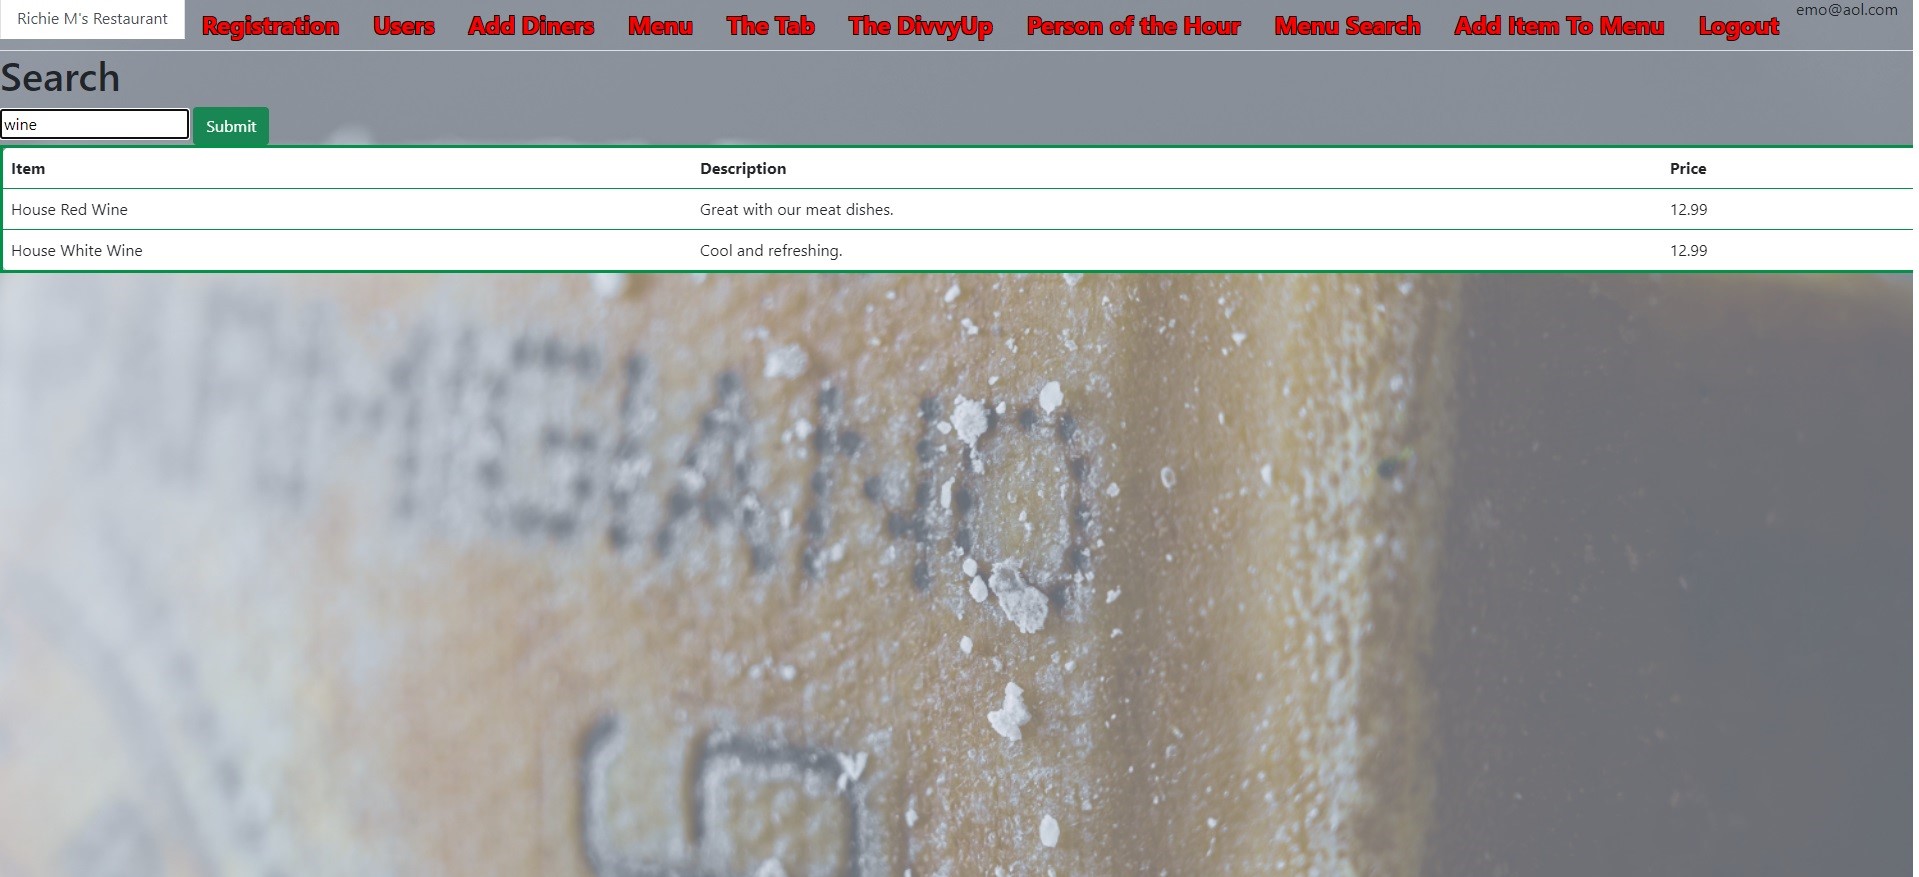 Richie M's Restaurant Registration Users Add Diners Menu The Tab The DivvyUp Person of the Hour Menu Search Add Item To Menu Logout emo@aol.com
Search
wine Submit
Item Description Price
House Red Wine Great with our meat dishes. 12.99
House White Wine Cool and refreshing. 12.99